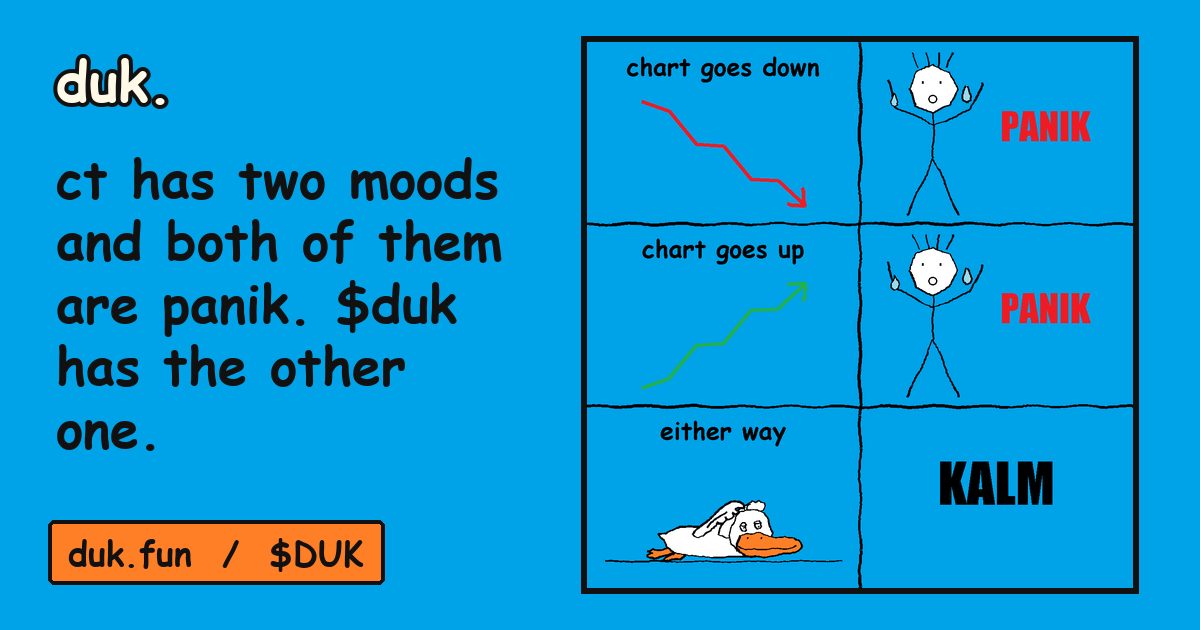 duk.
ct has two moods
and both of them
are panik. $duk
has the other
one.
duk.fun / $DUK
chart goes down
PANIK
chart goes up
PANIK
either way
KALM